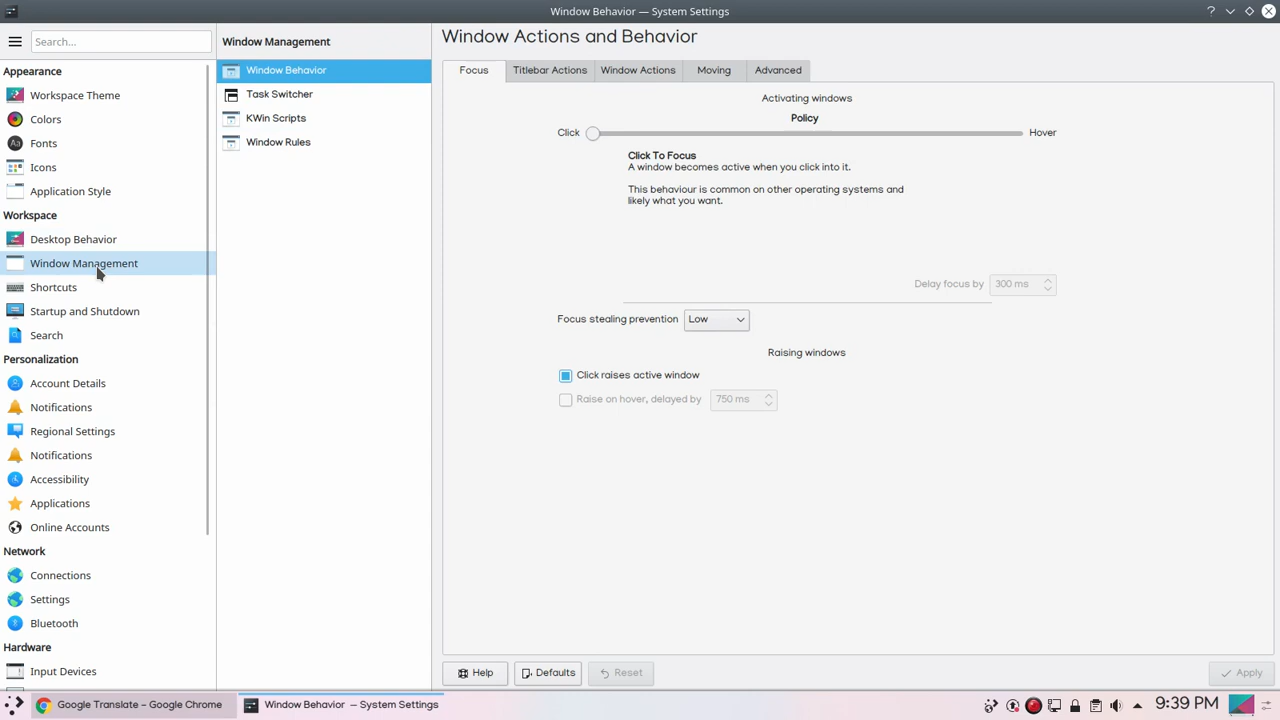 Window Behavior — System Settings
Search...
Appearance
Workspace Theme
Colors
Fonts
Icons
Application Style
Workspace
Desktop Behavior
Window Management
Shortcuts
Startup and Shutdown
Search
Personalization
Account Details
Notifications
Regional Settings
Notifications
Accessibility
Applications
Online Accounts
Network
Connections
Settings
Bluetooth
Hardware
Input Devices
Window Management
Window Behavior
Task Switcher
KWin Scripts
Window Rules
Window Actions and Behavior
Focus Titlebar Actions Window Actions Moving Advanced
Activating windows
Policy
Click Hover
Click To Focus
A window becomes active when you click into it.
This behaviour is common on other operating systems and
likely what you want.
Delay focus by 300 ms
Focus stealing prevention Low
Raising windows
Click raises active window
Raise on hover, delayed by 750 ms
Help Defaults Reset Apply
Google Translate – Google Chrome Window Behavior — System Settings 9:39 PM